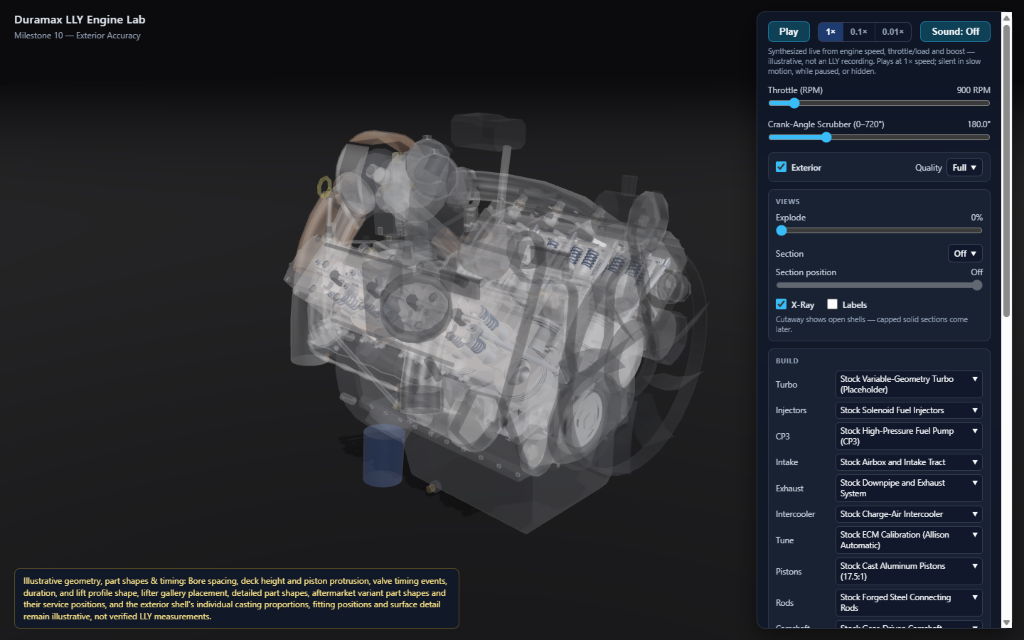 Duramax LLY Engine Lab
Milestone 10 — Exterior Accuracy
Play
1×
0.1×
0.01×
Sound: Off
Synthesized live from engine speed, throttle/load and boost —
illustrative, not an LLY recording. Plays at 1× speed; silent in slow
motion, while paused, or hidden.
Throttle (RPM)
900 RPM
Crank-Angle Scrubber (0–720°)
180.0°
Exterior
Quality
Full
VIEWS
Explode
0%
Section
Off
Section position
Off
X-Ray
Labels
Cutaway shows open shells — capped solid sections come
later.
BUILD
Turbo
Stock Variable-Geometry Turbo
(Placeholder)
Injectors
Stock Solenoid Fuel Injectors
CP3
Stock High-Pressure Fuel Pump
(CP3)
Intake
Stock Airbox and Intake Tract
Exhaust
Stock Downpipe and Exhaust
System
Intercooler
Stock Charge-Air Intercooler
Tune
Stock ECM Calibration (Allison
Automatic)
Pistons
Stock Cast Aluminum Pistons
(17.5:1)
Rods
Stock Forged Steel Connecting
Rods
Camshaft
Stock Gear-Driven Camshaft
Illustrative geometry, part shapes & timing: Bore spacing, deck height and piston protrusion, valve timing events,
duration, and lift profile shape, lifter gallery placement, detailed part shapes, aftermarket variant part shapes and
their service positions, and the exterior shell's individual casting proportions, fitting positions and surface detail
remain illustrative, not verified LLY measurements.